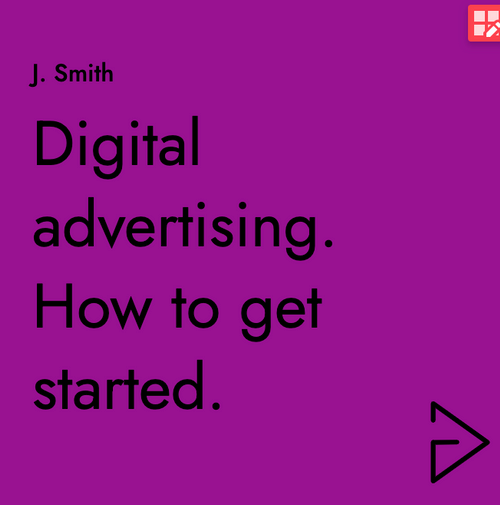 J. Smith
Digital
advertising.
How to get
started.